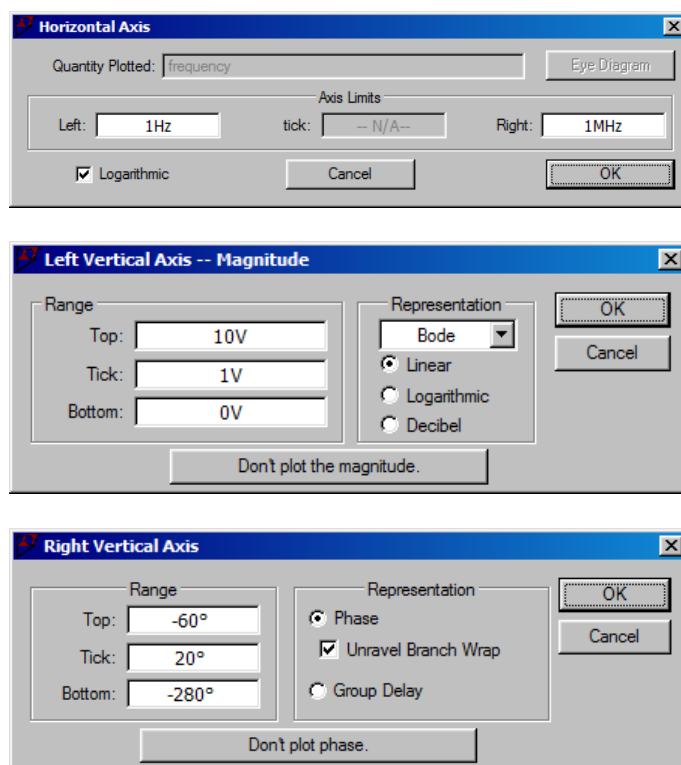 Horizontal Axis
Quantity Plotted: frequency Eye Diagram
Axis Limits
Left: 1Hz tick: -- N/A-- Right: 1MHz
Logarithmic Cancel OK
Left Vertical Axis -- Magnitude
Range Representation OK
Top: 10V Bode
Cancel
Linear
Tick: 1V
Logarithmic
Bottom: 0V
Decibel
Don't plot the magnitude.
Right Vertical Axis
Range Representation OK
Top: -60° Phase
Cancel
Unravel Branch Wrap
Tick: 20°
Bottom: -280° Group Delay
Don't plot phase.